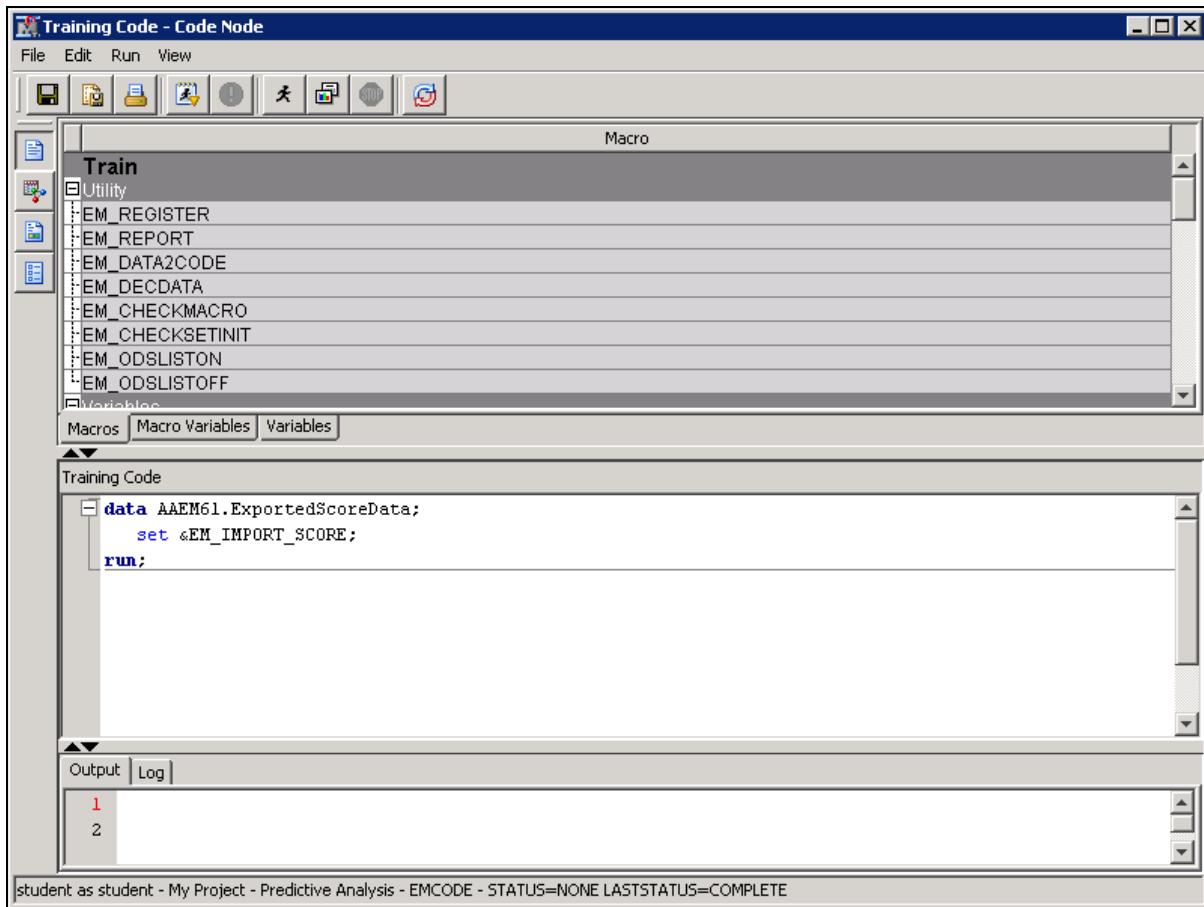 Training Code - Code Node
File Edit Run View
STOP
Macro
Train
Utility
EM_REGISTER
EM_REPORT
EM_DATA2CODE
EM_DECDATA
EM_CHECKMACRO
EM_CHECKSETINIT
EM_ODSLISTON
EM_ODSLISTOFF
Variables
Macros Macro Variables Variables
Training Code
data AAEM61.ExportedScoreData;
set &EM_IMPORT_SCORE;
run;
Output Log
1
2
student as student - My Project - Predictive Analysis - EMCODE - STATUS=NONE LASTSTATUS=COMPLETE